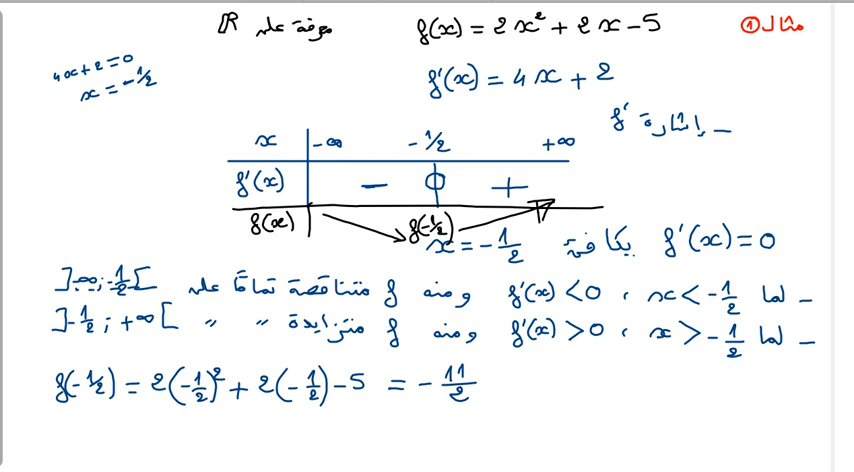 مثال ① f(x) = 2x² + 2x - 5 معرفة على ℝ
4x + 2 = 0
x = -1/2
f'(x) = 4x + 2
- إشارة f'
x | -∞ -1/2 +∞
f'(x) | - 0 +
f(x) | f(-1/2)
f'(x) = 0 يكافئ x = -1/2
- لما x < -1/2 ، f'(x) < 0 ومنه f متناقصة تماما على ]-∞; -1/2[
- لما x > -1/2 ، f'(x) > 0 ومنه f متزايدة " " ]-1/2; +∞[
f(-1/2) = 2(-1/2)² + 2(-1/2) - 5 = -11/2